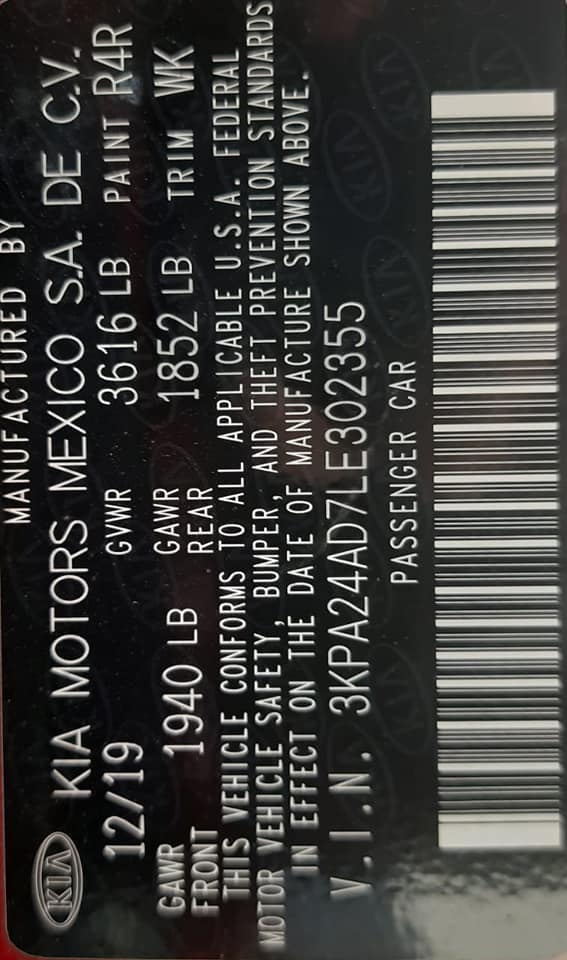 MANUFACTURED BY
KIA KIA MOTORS MEXICO S.A. DE C.V.
12/19 GVWR 3616 LB PAINT R4R
GAWR FRONT 1940 LB GAWR REAR 1852 LB TRIM WK
THIS VEHICLE CONFORMS TO ALL APPLICABLE U.S.A. FEDERAL
MOTOR VEHICLE SAFETY, BUMPER, AND THEFT PREVENTION STANDARDS
IN EFFECT ON THE DATE OF MANUFACTURE SHOWN ABOVE.
V.I.N. 3KPA24AD7LE302355
PASSENGER CAR